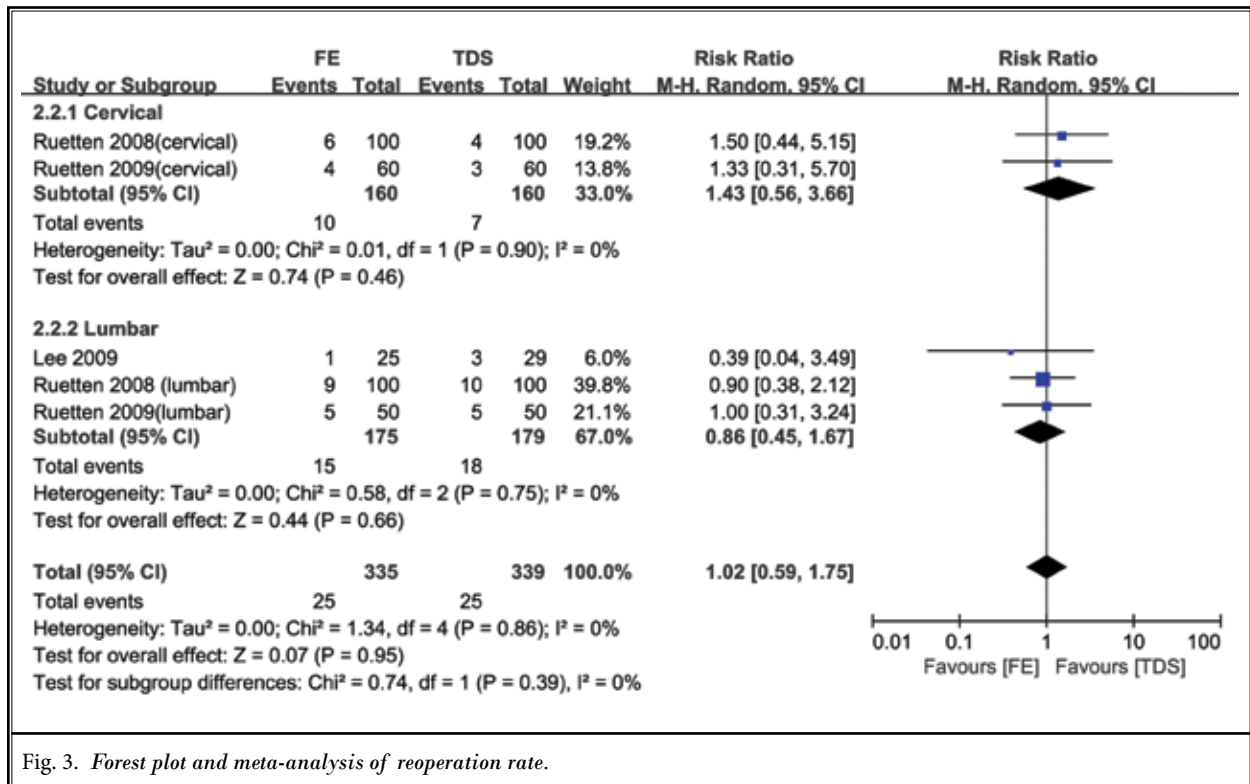 FE TDS Risk Ratio Risk Ratio
Study or Subgroup Events Total Events Total Weight M-H, Random, 95% CI M-H, Random, 95% CI
2.2.1 Cervical
Ruetten 2008(cervical) 6 100 4 100 19.2% 1.50 [0.44, 5.15]
Ruetten 2009(cervical) 4 60 3 60 13.8% 1.33 [0.31, 5.70]
Subtotal (95% CI) 160 160 33.0% 1.43 [0.56, 3.66]
Total events 10 7
Heterogeneity: Tau² = 0.00; Chi² = 0.01, df = 1 (P = 0.90); I² = 0%
Test for overall effect: Z = 0.74 (P = 0.46)
2.2.2 Lumbar
Lee 2009 1 25 3 29 6.0% 0.39 [0.04, 3.49]
Ruetten 2008 (lumbar) 9 100 10 100 39.8% 0.90 [0.38, 2.12]
Ruetten 2009(lumbar) 5 50 5 50 21.1% 1.00 [0.31, 3.24]
Subtotal (95% CI) 175 179 67.0% 0.86 [0.45, 1.67]
Total events 15 18
Heterogeneity: Tau² = 0.00; Chi² = 0.58, df = 2 (P = 0.75); I² = 0%
Test for overall effect: Z = 0.44 (P = 0.66)
Total (95% CI) 335 339 100.0% 1.02 [0.59, 1.75]
Total events 25 25
Heterogeneity: Tau² = 0.00; Chi² = 1.34, df = 4 (P = 0.86); I² = 0%
Test for overall effect: Z = 0.07 (P = 0.95)
Test for subgroup differences: Chi² = 0.74, df = 1 (P = 0.39), I² = 0%
0.01 0.1 1 10 100
Favours [FE] Favours [TDS]
Fig. 3. Forest plot and meta-analysis of reoperation rate.